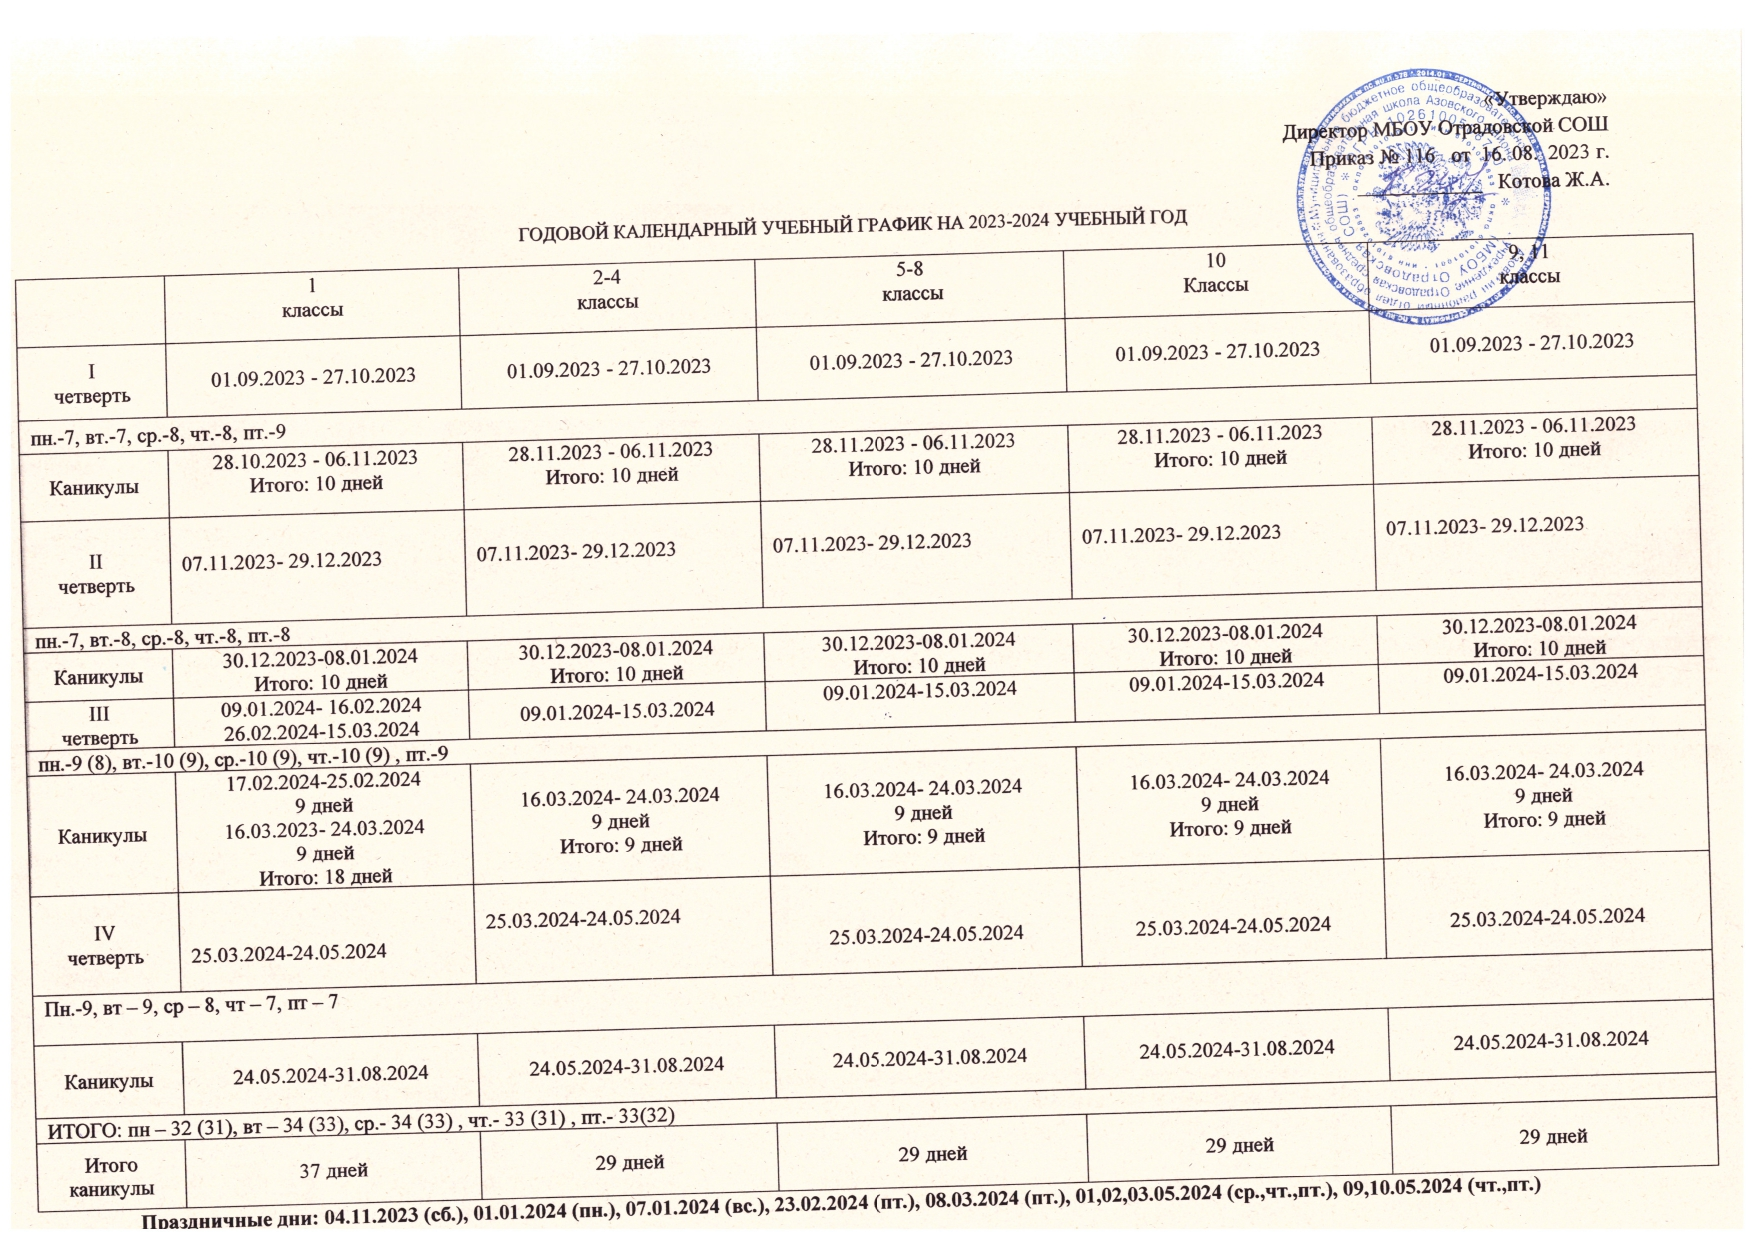 «Утверждаю»
Директор МБОУ Отрадовской СОШ
Приказ № 116 от 16. 08. 2023 г.
Котова Ж.А.
ГОДОВОЙ КАЛЕНДАРНЫЙ УЧЕБНЫЙ ГРАФИК НА 2023-2024 УЧЕБНЫЙ ГОД
1 2-4 5-8 10 9, 11
классы классы классы Классы классы
I
четверть 01.09.2023 - 27.10.2023 01.09.2023 - 27.10.2023 01.09.2023 - 27.10.2023 01.09.2023 - 27.10.2023 01.09.2023 - 27.10.2023
пн.-7, вт.-7, ср.-8, чт.-8, пт.-9
Каникулы 28.10.2023 - 06.11.2023 28.11.2023 - 06.11.2023 28.11.2023 - 06.11.2023 28.11.2023 - 06.11.2023 28.11.2023 - 06.11.2023
Итого: 10 дней Итого: 10 дней Итого: 10 дней Итого: 10 дней Итого: 10 дней
II
четверть 07.11.2023- 29.12.2023 07.11.2023- 29.12.2023 07.11.2023- 29.12.2023 07.11.2023- 29.12.2023 07.11.2023- 29.12.2023
пн.-7, вт.-8, ср.-8, чт.-8, пт.-8
Каникулы 30.12.2023-08.01.2024 30.12.2023-08.01.2024 30.12.2023-08.01.2024 30.12.2023-08.01.2024 30.12.2023-08.01.2024
Итого: 10 дней Итого: 10 дней Итого: 10 дней Итого: 10 дней Итого: 10 дней
III 09.01.2024- 16.02.2024 09.01.2024-15.03.2024 09.01.2024-15.03.2024 09.01.2024-15.03.2024 09.01.2024-15.03.2024
четверть 26.02.2024-15.03.2024
пн.-9 (8), вт.-10 (9), ср.-10 (9), чт.-10 (9) , пт.-9
Каникулы
17.02.2024-25.02.2024
9 дней
16.03.2023- 24.03.2024
9 дней
Итого: 18 дней
16.03.2024- 24.03.2024 16.03.2024- 24.03.2024 16.03.2024- 24.03.2024 16.03.2024- 24.03.2024
9 дней 9 дней 9 дней 9 дней
Итого: 9 дней Итого: 9 дней Итого: 9 дней Итого: 9 дней
IV
четверть 25.03.2024-24.05.2024 25.03.2024-24.05.2024 25.03.2024-24.05.2024 25.03.2024-24.05.2024 25.03.2024-24.05.2024
Пн.-9, вт – 9, ср – 8, чт – 7, пт – 7
Каникулы 24.05.2024-31.08.2024 24.05.2024-31.08.2024 24.05.2024-31.08.2024 24.05.2024-31.08.2024 24.05.2024-31.08.2024
ИТОГО: пн – 32 (31), вт – 34 (33), ср.- 34 (33) , чт.- 33 (31) , пт.- 33(32)
Итого
каникулы 37 дней 29 дней 29 дней 29 дней 29 дней
Праздничные дни: 04.11.2023 (сб.), 01.01.2024 (пн.), 07.01.2024 (вс.), 23.02.2024 (пт.), 08.03.2024 (пт.), 01,02,03.05.2024 (ср.,чт.,пт.), 09,10.05.2024 (чт.,пт.)